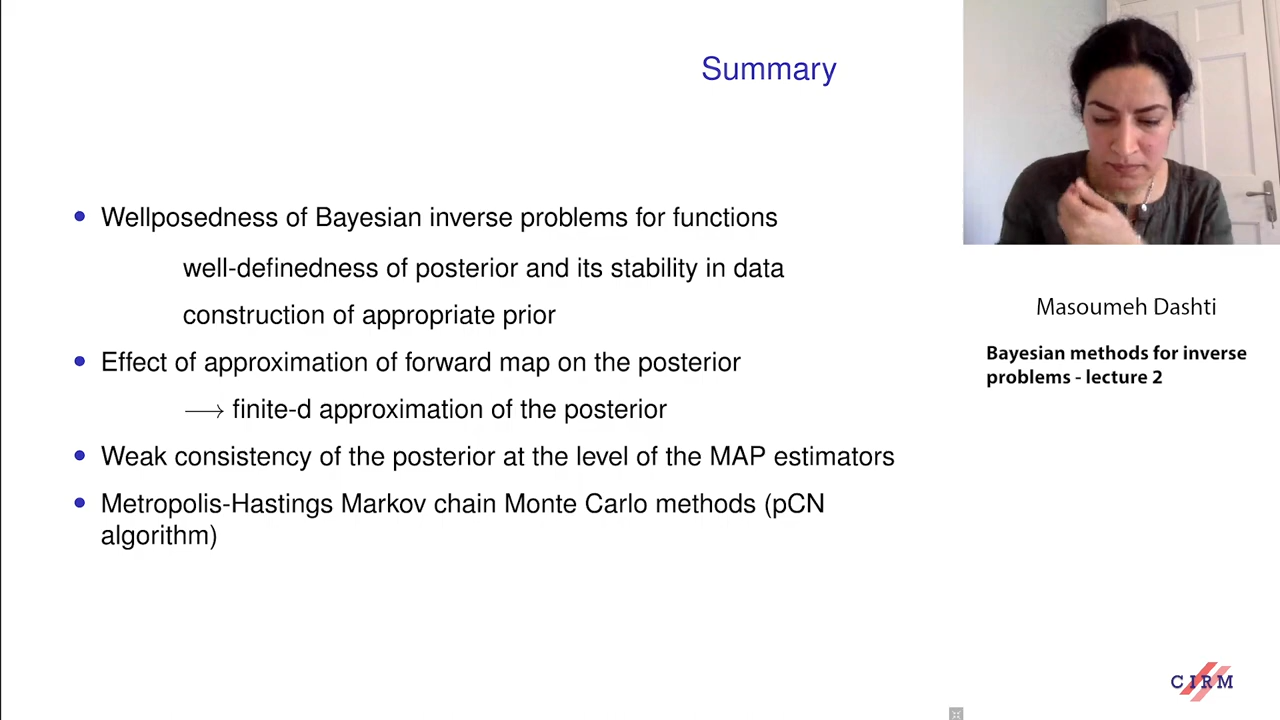 Summary
• Wellposedness of Bayesian inverse problems for functions
well-definedness of posterior and its stability in data
construction of appropriate prior
• Effect of approximation of forward map on the posterior
⟶ finite-d approximation of the posterior
• Weak consistency of the posterior at the level of the MAP estimators
• Metropolis-Hastings Markov chain Monte Carlo methods (pCN
algorithm)
Masoumeh Dashti
Bayesian methods for inverse
problems - lecture 2
CIRM